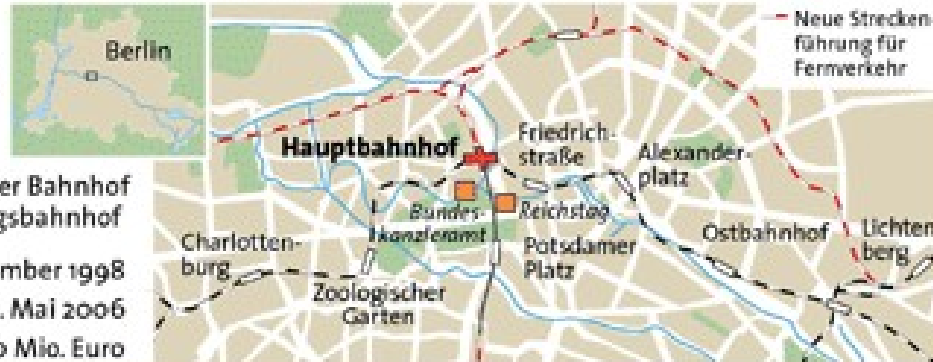 Berlin
Neue Strecken-
führung für
Fernverkehr
Hauptbahnhof
Friedrich-
straße
Alexander-
platz
er Bahnhof
gsbahnhof
Bundes-
kanzleramt
Reichstag
Charlotten-
burg
Potsdamer
Platz
Ostbahnhof
Lichten
berg
ember 1998
. Mai 2006
Zoologischer
Garten
o Mio. Euro